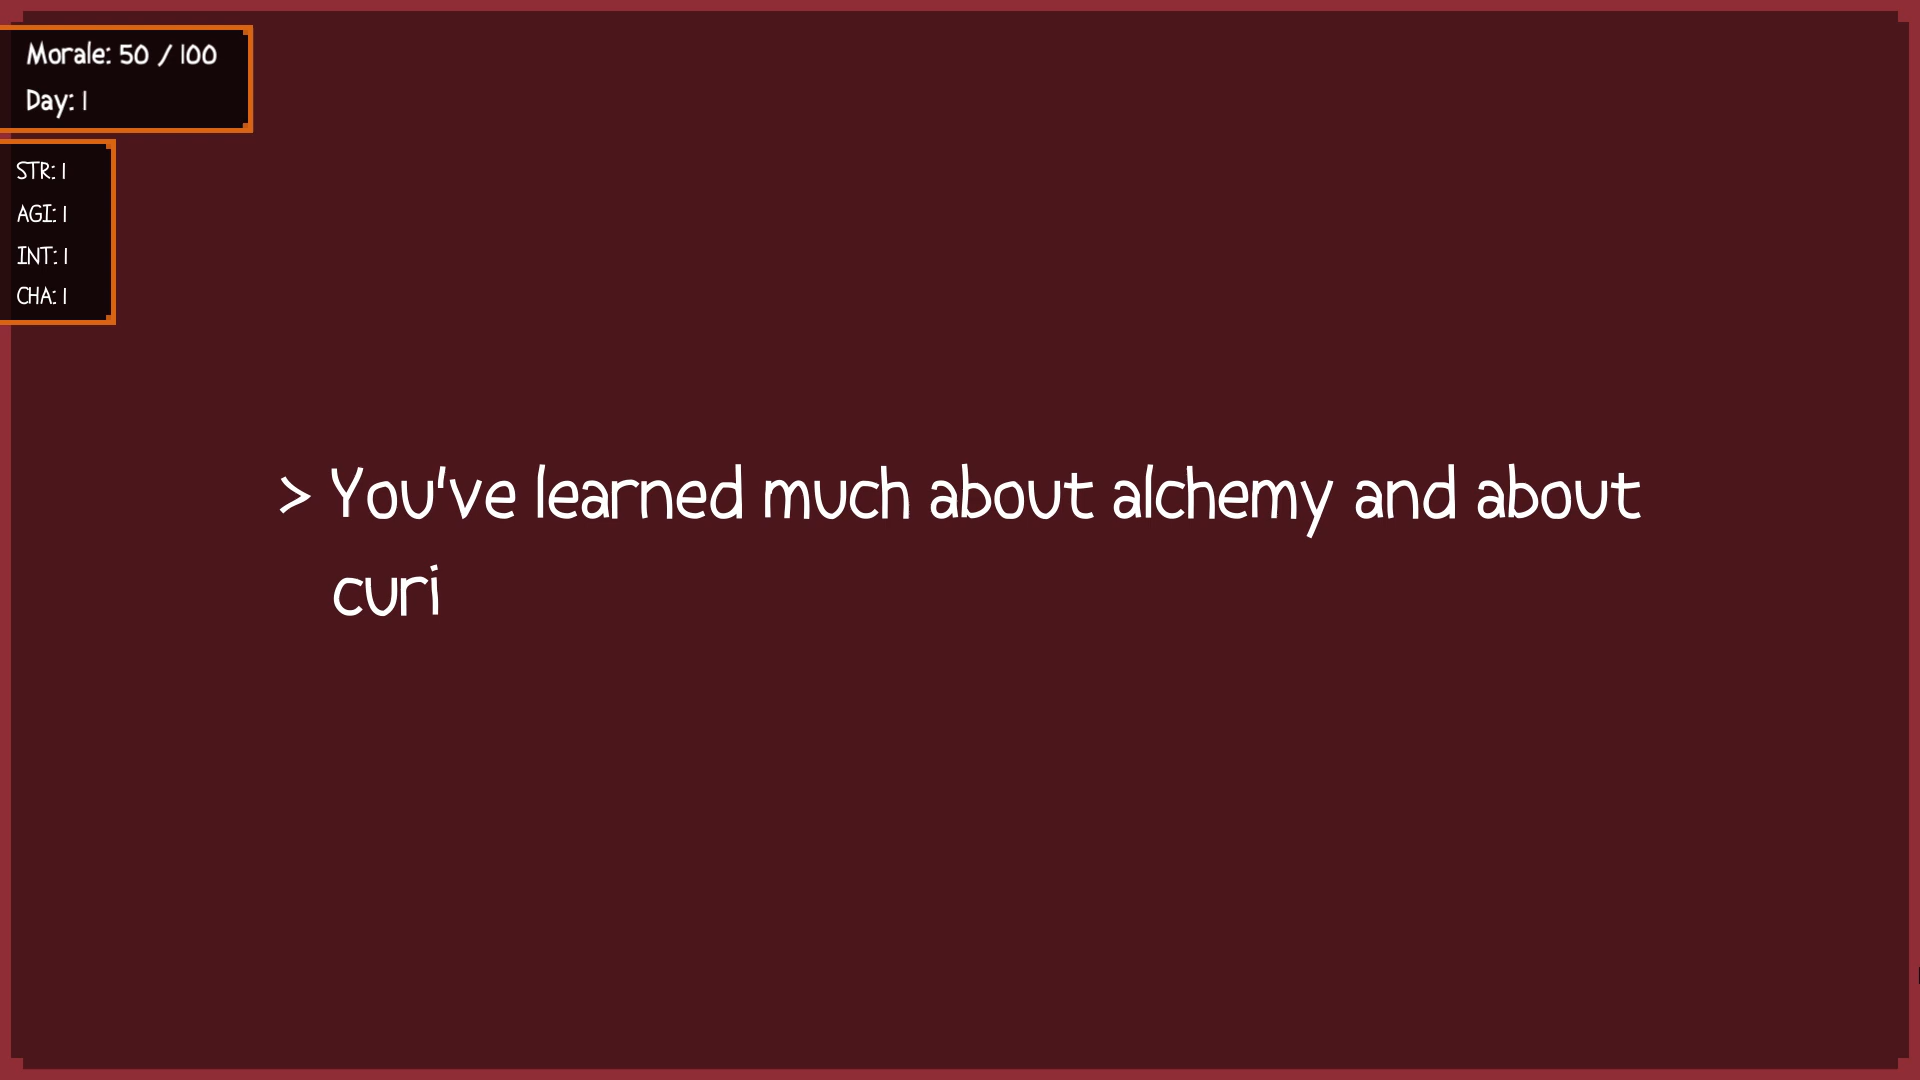 Morale: 50 / 100
Day: 1
STR: 1
AGI: 1
INT: 1
CHA: 1
> You've learned much about alchemy and about
curi